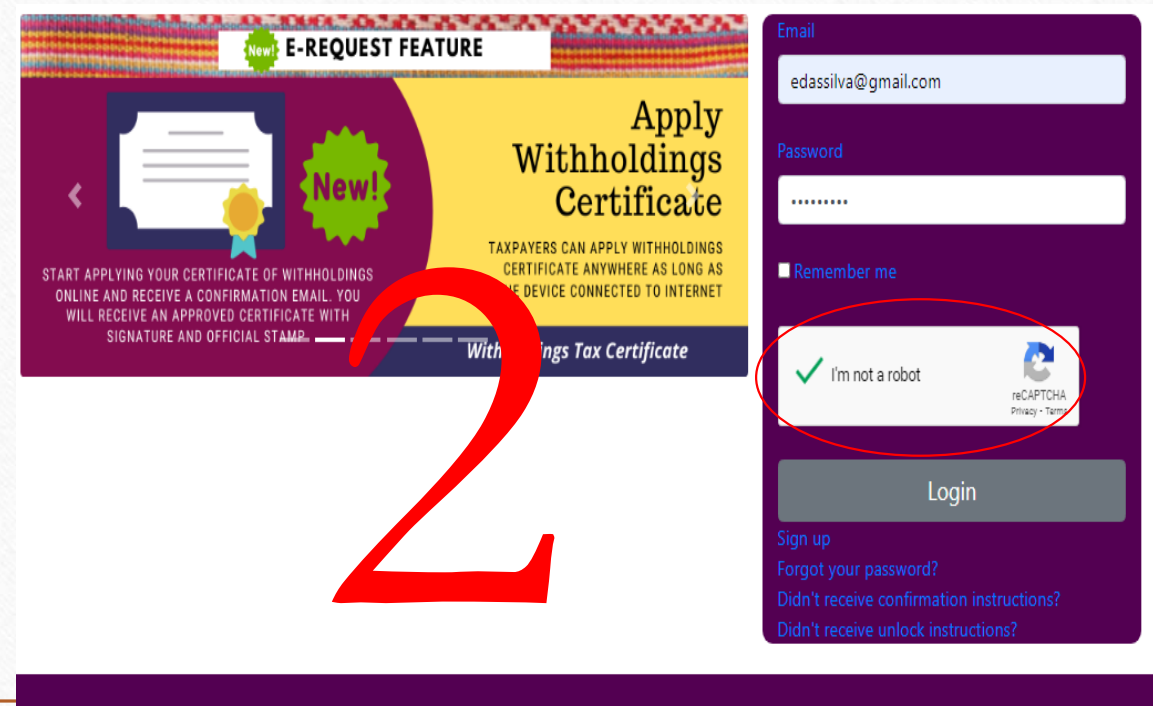 New! E-REQUEST FEATURE
New!
START APPLYING YOUR CERTIFICATE OF WITHHOLDINGS
ONLINE AND RECEIVE A CONFIRMATION EMAIL. YOU
WILL RECEIVE AN APPROVED CERTIFICATE WITH
SIGNATURE AND OFFICIAL STAMP
Apply
Withholdings
Certificate
TAXPAYERS CAN APPLY WITHHOLDINGS
CERTIFICATE ANYWHERE AS LONG AS
DEVICE CONNECTED TO INTERNET
Tax Certificate
2
Email
edassilva@gmail.com
Password
•••••••••
Remember me
I'm not a robot
reCAPTCHA
Privacy - Terms
Login
Sign up
Forgot your password?
Didn't receive confirmation instructions?
Didn't receive unlock instructions?